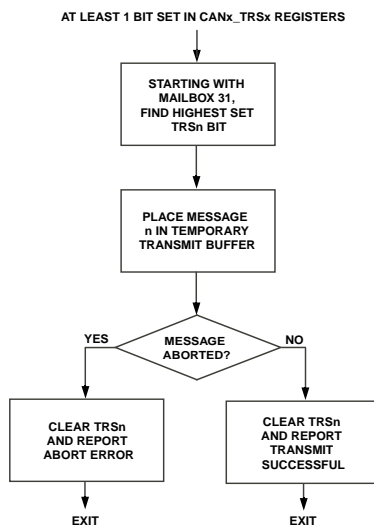 AT LEAST 1 BIT SET IN CANx_TRSx REGISTERS
STARTING WITH
MAILBOX 31,
FIND HIGHEST SET
TRSn BIT
PLACE MESSAGE
n IN TEMPORARY
TRANSMIT BUFFER
MESSAGE
ABORTED?
YES
NO
CLEAR TRSn
AND REPORT
ABORT ERROR
CLEAR TRSn
AND REPORT
TRANSMIT
SUCCESSFUL
EXIT
EXIT